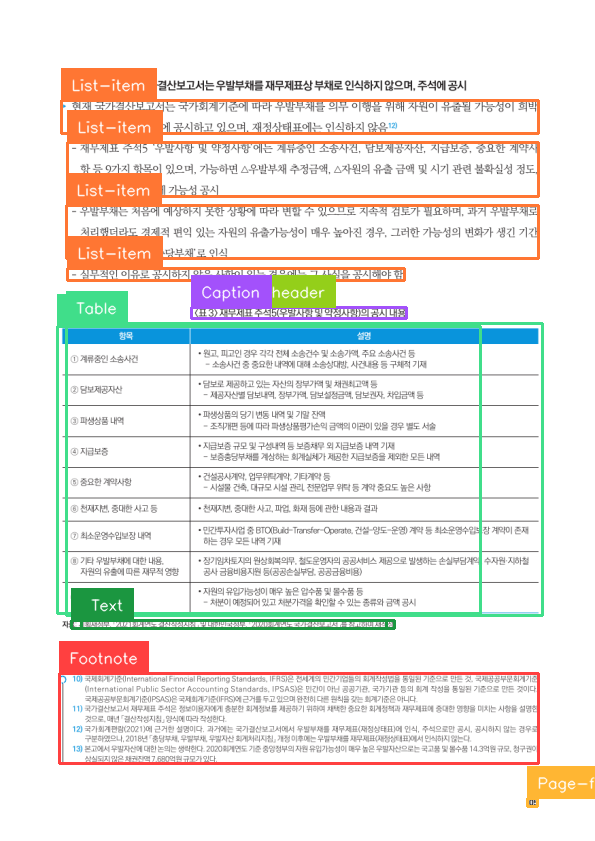 List-item
결산보고서는 우발부채를 재무제표상 부채로 인식하지 않으며, 주석에 공시
현재 국가결산보고서는 국가회계기준에 따라 우발부채를 의무 이행을 위해 자원이 유출될 가능성이 희박
List-item
에 공시하고 있으며, 재정상태표에는 인식하지 않음12)
- 재무제표 주석5 '우발사항 및 약정사항'에는 계류중인 소송사건, 담보제공자산, 지급보증, 중요한 계약사
항 등 9가지 항목이 있으며, 가능하면 △우발부채 추정금액, △자원의 유출 금액 및 시기 관련 불확실성 정도,
List-item
가능성 공시
- 우발부채는 처음에 예상하지 못한 상황에 따라 변할 수 있으므로 지속적 검토가 필요하며, 과거 우발부채로
처리했더라도 경제적 편익 있는 자원의 유출가능성이 매우 높아진 경우, 그러한 가능성의 변화가 생긴 기간
List-item
당부채'로 인식
- 실무적인 이유로 공시하지 않은 사항이 있는 경우에는 그 사실을 공시해야 함
Caption header
Table
〈표 3〉 재무제표 주석5(우발사항 및 약정사항)의 공시 내용
항목 설명
① 계류중인 소송사건
• 원고, 피고인 경우 각각 전체 소송건수 및 소송가액, 주요 소송사건 등
- 소송사건 중 중요한 내역에 대해 소송상대방, 사건내용 등 구체적 기재
② 담보제공자산
• 담보로 제공하고 있는 자산의 장부가액 및 채권최고액 등
- 제공자산별 담보내역, 장부가액, 담보설정금액, 담보권자, 차입금액 등
③ 파생상품 내역
• 파생상품의 당기 변동 내역 및 기말 잔액
- 조직개편 등에 따라 파생상품평가손익 금액의 이관이 있을 경우 별도 서술
④ 지급보증
• 지급보증 규모 및 구성내역 등 보증채무 외 지급보증 내역 기재
- 보증충당부채를 계상하는 회계실체가 제공한 지급보증을 제외한 모든 내역
⑤ 중요한 계약사항
• 건설공사계약, 업무위탁계약, 기타계약 등
- 시설물 건축, 대규모 시설 관리, 전문업무 위탁 등 계약 중요도 높은 사항
⑥ 천재지변, 중대한 사고 등
• 천재지변, 중대한 사고, 파업, 화재 등에 관한 내용과 결과
⑦ 최소운영수입보장 내역
• 민간투자사업 중 BTO(Build-Transfer-Operate, 건설-양도-운영) 계약 등 최소운영수입보장 계약이 존재
하는 경우 모든 내역 기재
⑧ 기타 우발부채에 대한 내용,
자원의 유출에 따른 재무적 영향
• 장기임차토지의 원상회복의무, 철도운영자의 공공서비스 제공으로 발생하는 손실부담계약, 수자원·지하철
공사 금융비용지원 등(공공손실부담, 공공금융비용)
• 자원의 유입가능성이 매우 높은 압수품 및 몰수품 등
- 처분이 예정되어 있고 처분가격을 확인할 수 있는 종류와 금액 공시
Text
Footnote
10) 국제회계기준(International Finncial Reporting Standards, IFRS)은 전세계의 민간기업들의 회계작성법을 통일된 기준으로 만든 것. 국제공공부문회계기준
(International Public Sector Accounting Standards, IPSAS)은 민간이 아닌 공공기관, 국가기관 등의 회계 작성을 통일된 기준으로 만든 것이다.
국제공공부문회계기준(IPSAS)은 국제회계기준(IFRS)에 근거를 두고 있으며 완전히 다른 원칙을 갖는 회계기준은 아니다.
11) 국가결산보고서 재무제표 주석은 정보이용자에게 충분한 회계정보를 제공하기 위하여 채택한 중요한 회계정책과 재무제표에 중대한 영향을 미치는 사항을 설명한
것으로, 매년 「결산작성지침」 양식에 따라 작성한다.
12) 국가회계편람(2021)에 근거한 설명이다. 과거에는 국가결산보고서에서 우발부채를 재무제표(재정상태표)에 인식, 주석으로만 공시, 공시하지 않는 경우로
구분하였으나, 2018년 「충당부채, 우발부채, 우발자산 회계처리지침」 개정 이후에는 우발부채를 재무제표(재정상태표)에서 인식하지 않는다.
13) 본고에서 우발자산에 대한 논의는 생략한다. 2020회계연도 기준 중앙정부의 자원 유입가능성이 매우 높은 우발자산으로는 국고품 및 몰수품 14.3억원 규모, 청구권이
상실되지 않은 채권잔액 7,680억원 규모가 있다.
Page-f